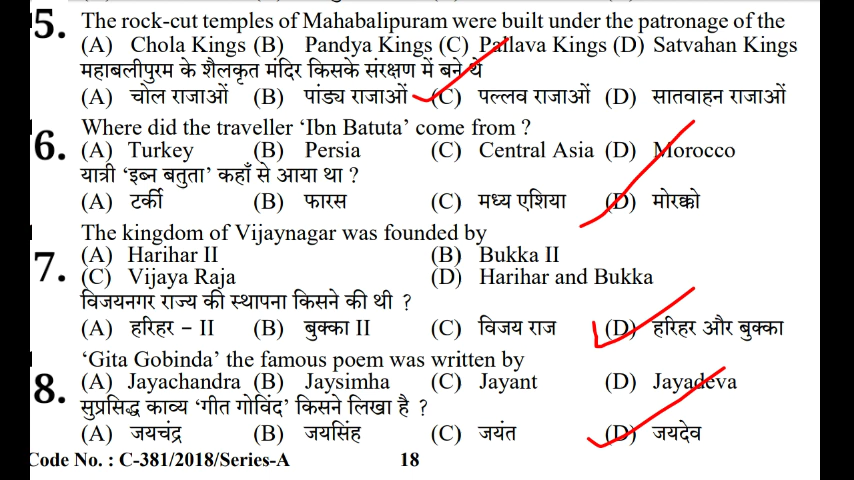 5. The rock-cut temples of Mahabalipuram were built under the patronage of the
(A) Chola Kings (B) Pandya Kings (C) Pallava Kings (D) Satvahan Kings
महाबलीपुरम के शैलकृत मंदिर किसके संरक्षण में बने थे
(A) चोल राजाओं (B) पांड्य राजाओं (C) पल्लव राजाओं (D) सातवाहन राजाओं
6. Where did the traveller ‘Ibn Batuta’ come from ?
(A) Turkey (B) Persia (C) Central Asia (D) Morocco
यात्री ‘इब्न बतुता’ कहाँ से आया था ?
(A) टर्की (B) फारस (C) मध्य एशिया (D) मोरक्को
7. The kingdom of Vijaynagar was founded by
(A) Harihar II (B) Bukka II
(C) Vijaya Raja (D) Harihar and Bukka
विजयनगर राज्य की स्थापना किसने की थी ?
(A) हरिहर – II (B) बुक्का II (C) विजय राज (D) हरिहर और बुक्का
8. ‘Gita Gobinda’ the famous poem was written by
(A) Jayachandra (B) Jaysimha (C) Jayant (D) Jayadeva
सुप्रसिद्ध काव्य ‘गीत गोविंद’ किसने लिखा है ?
(A) जयचंद्र (B) जयसिंह (C) जयंत (D) जयदेव
Code No. : C-381/2018/Series-A 18